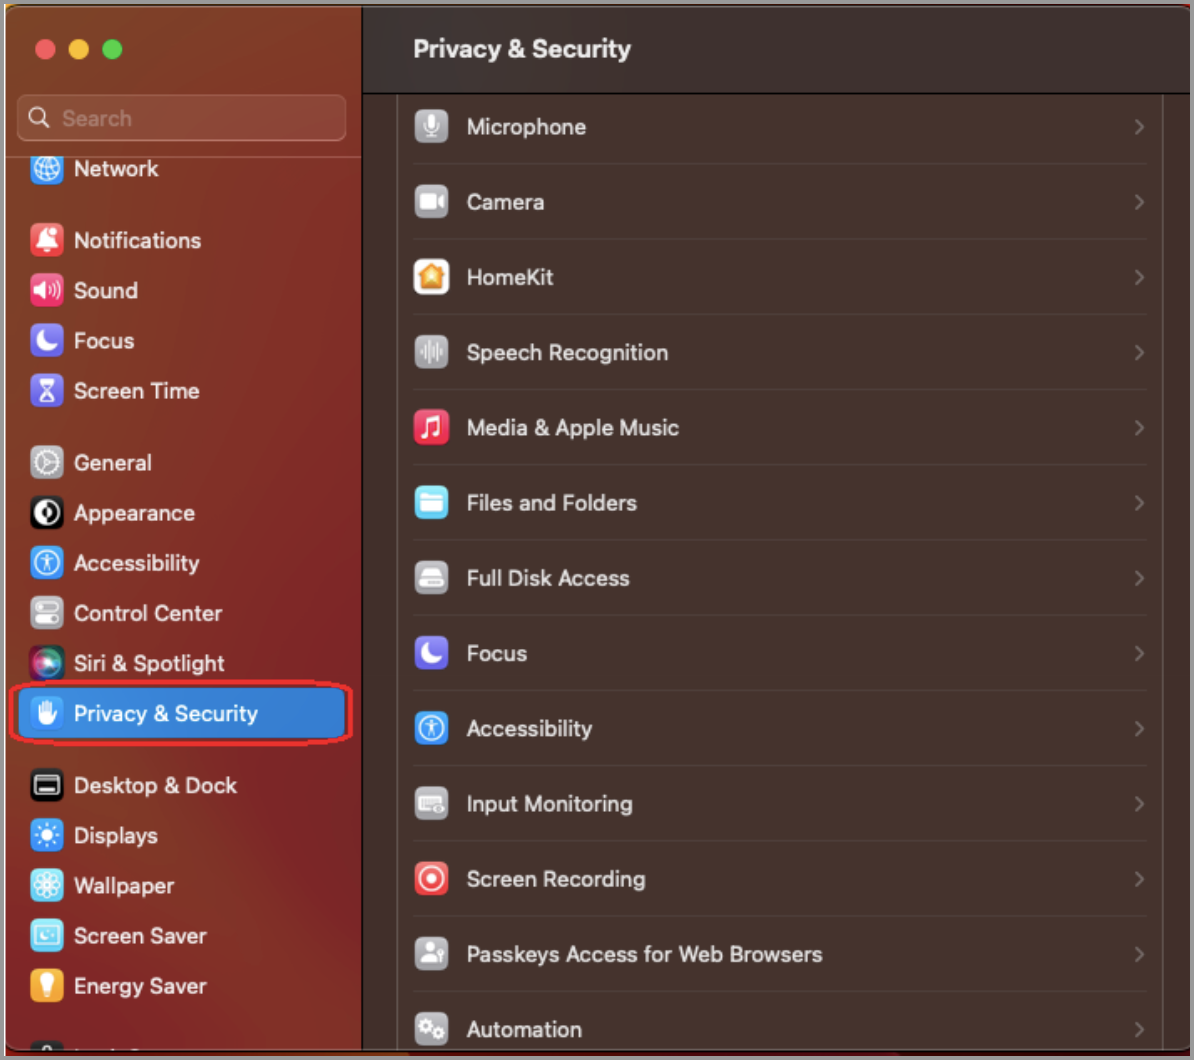 Privacy & Security
Search
Network
Notifications
Sound
Focus
Screen Time
General
Appearance
Accessibility
Control Center
Siri & Spotlight
Privacy & Security
Desktop & Dock
Displays
Wallpaper
Screen Saver
Energy Saver
Microphone
Camera
HomeKit
Speech Recognition
Media & Apple Music
Files and Folders
Full Disk Access
Focus
Accessibility
Input Monitoring
Screen Recording
Passkeys Access for Web Browsers
Automation